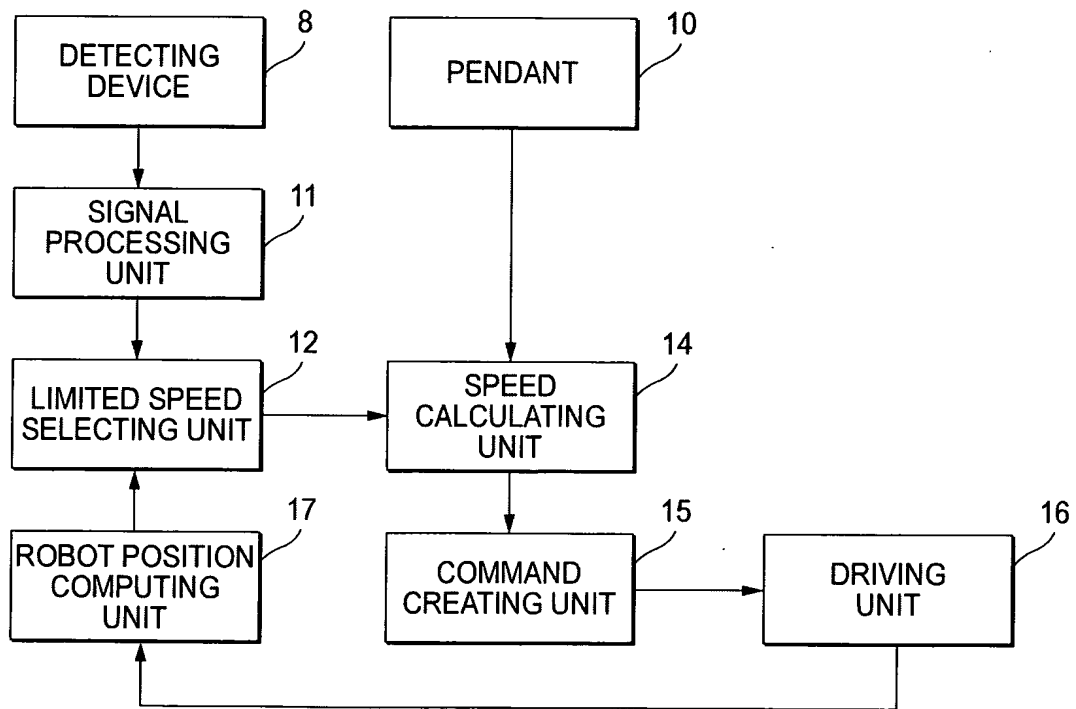 8
DETECTING
DEVICE
10
PENDANT
11
SIGNAL
PROCESSING
UNIT
12
LIMITED SPEED
SELECTING UNIT
14
SPEED
CALCULATING
UNIT
17
ROBOT POSITION
COMPUTING
UNIT
15
COMMAND
CREATING UNIT
16
DRIVING
UNIT